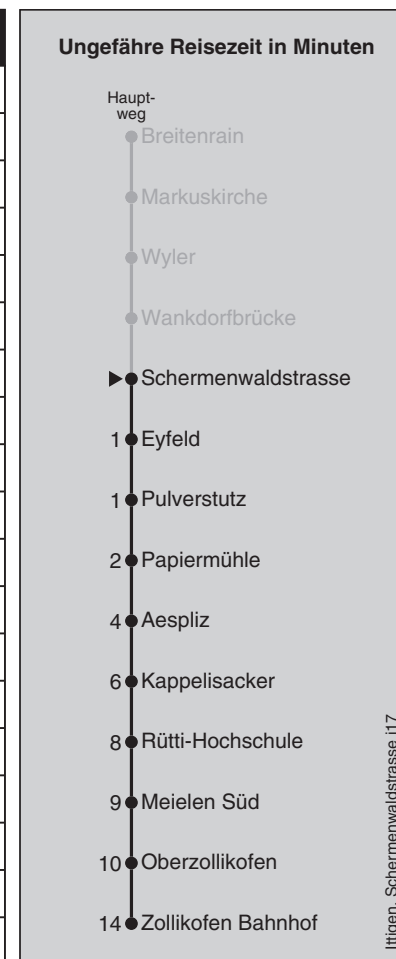 Ungefähre Reisezeit in Minuten
Haupt-
weg
Breitenrain
Markuskirche
Wyler
Wankdorfbrücke
Schermenwaldstrasse
1 Eyfeld
1 Pulverstutz
2 Papiermühle
4 Aespliz
6 Kappelisacker
8 Rütti-Hochschule
9 Meielen Süd
10 Oberzollikofen
14 Zollikofen Bahnhof
Ittigen, Schermenwaldstrasse i17